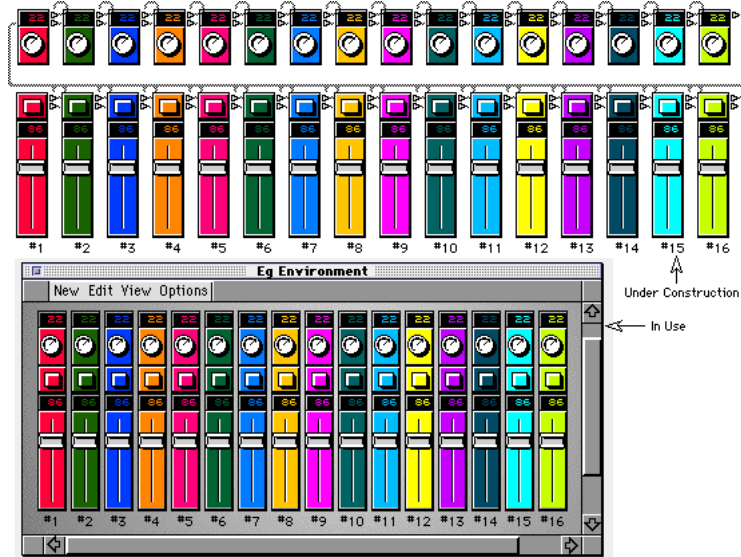 22 22 22 22 22 22 22 22 22 22 22 22 22 22 22 22
86 86 86 86 86 86 86 86 86 86 86 86 86 86 86 86
#1 #2 #3 #4 #5 #6 #7 #8 #9 #10 #11 #12 #13 #14 #15 #16
Under Construction
Eg Environment
New Edit View Options
In Use
22 22 22 22 22 22 22 22 22 22 22 22 22 22 22 22
86 86 86 86 86 86 86 86 86 86 86 86 86 86 86 86
#1 #2 #3 #4 #5 #6 #7 #8 #9 #10 #11 #12 #13 #14 #15 #16